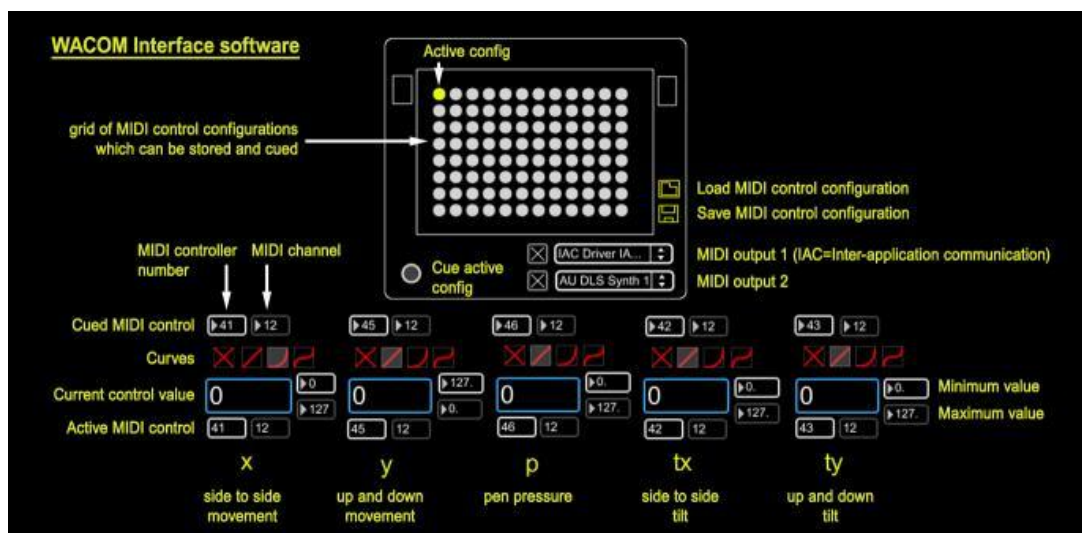 WACOM Interface software
Active config
grid of MIDI control configurations
which can be stored and cued
Load MIDI control configuration
Save MIDI control configuration
MIDI controller
number
MIDI channel
IAC Driver IA...
MIDI output 1 (IAC=Inter-application communication)
Cue active
config
AU DLS Synth 1
MIDI output 2
Cued MIDI control 41 12 45 12 46 12 42 12 43 12
Curves
0 127. 0. 0. 0. Minimum value
Current control value 0 0 0 0 0
127 0. 127. 127. 127. Maximum value
Active MIDI control 41 12 45 12 46 12 42 12 43 12
x y p tx ty
side to side
movement
up and down
movement
pen pressure
side to side
tilt
up and down
tilt